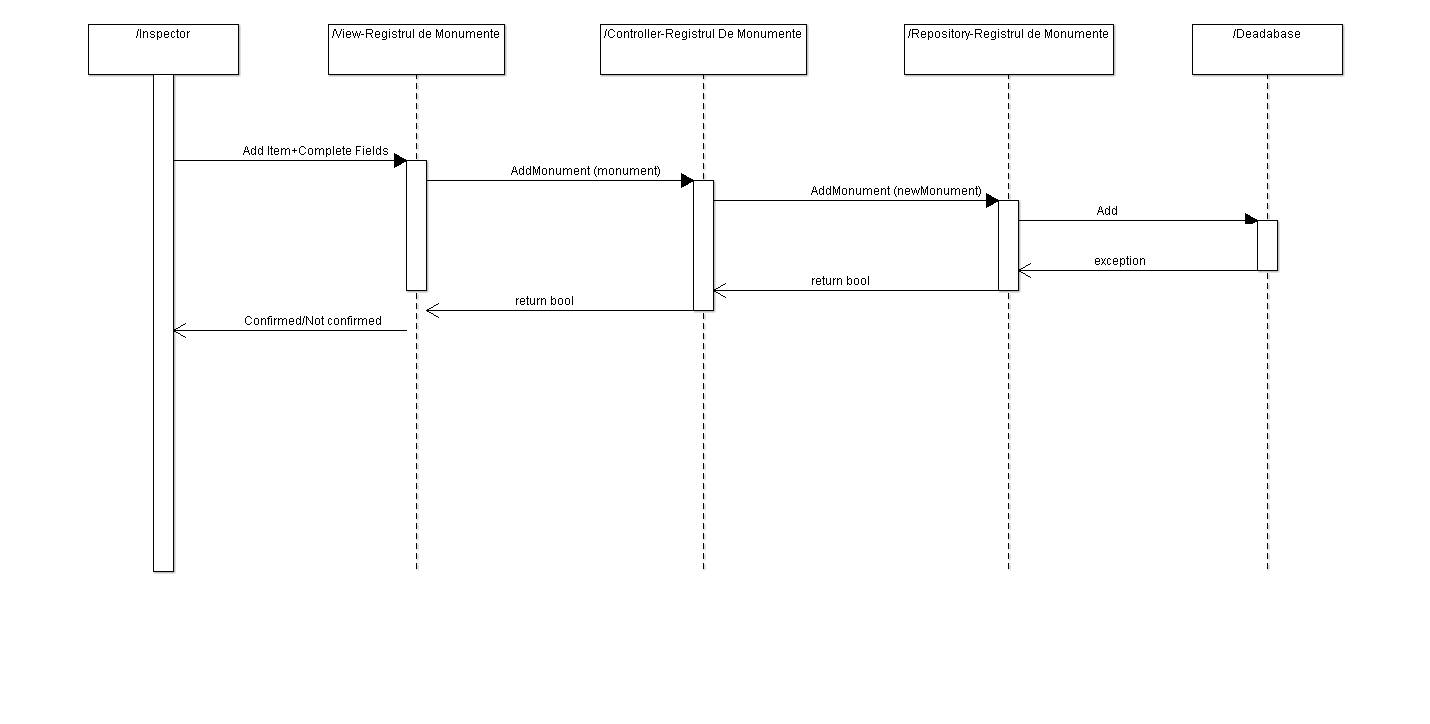 /Inspector
/View-Registrul de Monumente
/Controller-Registrul De Monumente
/Repository-Registrul de Monumente
/Deadabase
Add Item+Complete Fields
AddMonument (monument)
AddMonument (newMonument)
Add
exception
return bool
return bool
Confirmed/Not confirmed